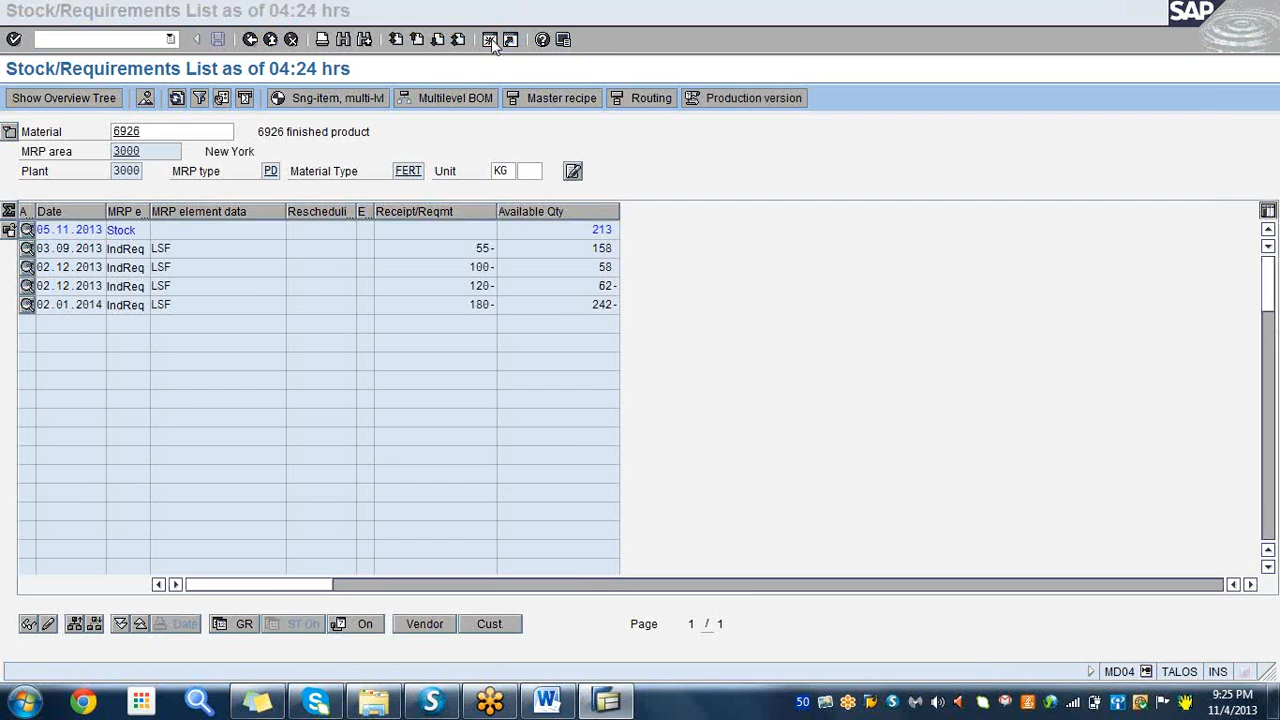 Stock/Requirements List as of 04:24 hrs
SAP
Stock/Requirements List as of 04:24 hrs
Show Overview Tree Sng-item, multi-lvl Multilevel BOM Master recipe Routing Production version
Material 6926 6926 finished product
MRP area 3000 New York
Plant 3000 MRP type PD Material Type FERT Unit KG
A... Date MRP e... MRP element data Rescheduli... E... Receipt/Reqmt Available Qty
05.11.2013 Stock 213
03.09.2013 IndReq LSF 55- 158
02.12.2013 IndReq LSF 100- 58
02.12.2013 IndReq LSF 120- 62-
02.01.2014 IndReq LSF 180- 242-
Date GR ST On On Vendor Cust. Page 1 / 1
MD04 TALOS INS
50 9:25 PM
11/4/2013